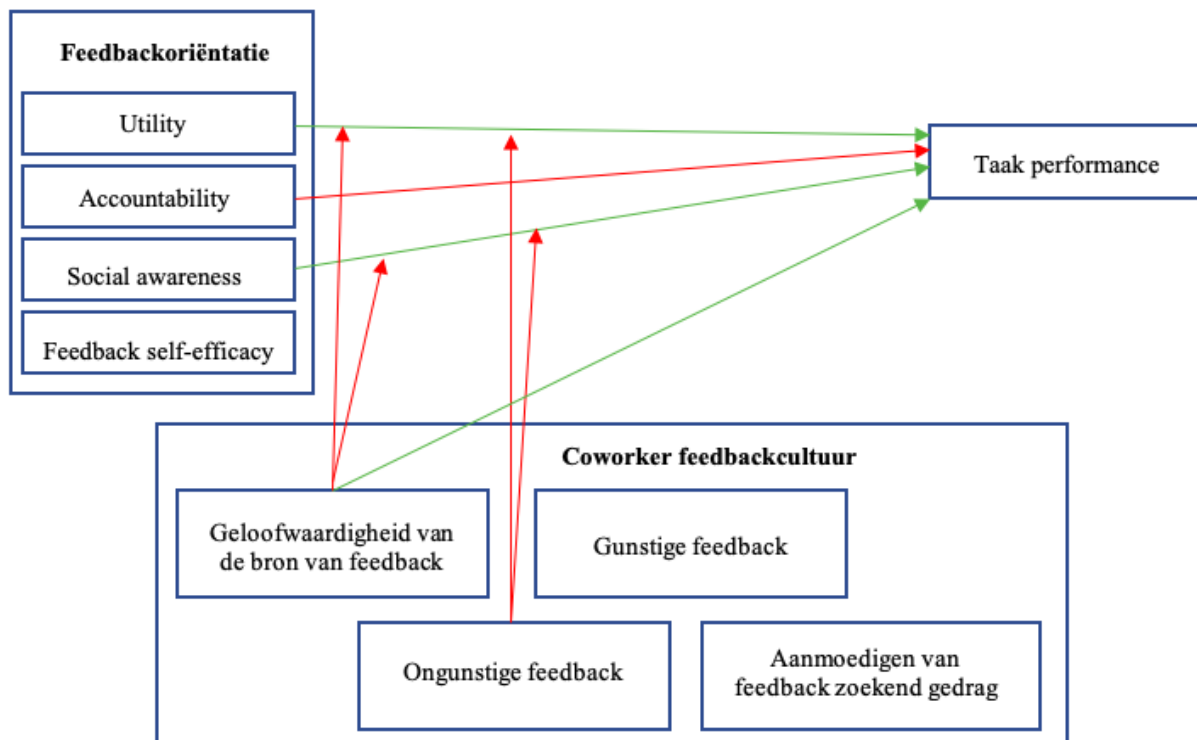 Feedbackoriëntatie
Utility
Accountability
Social awareness
Feedback self-efficacy
Taak performance
Coworker feedbackcultuur
Geloofwaardigheid van
de bron van feedback
Gunstige feedback
Ongunstige feedback
Aanmoedigen van
feedback zoekend gedrag